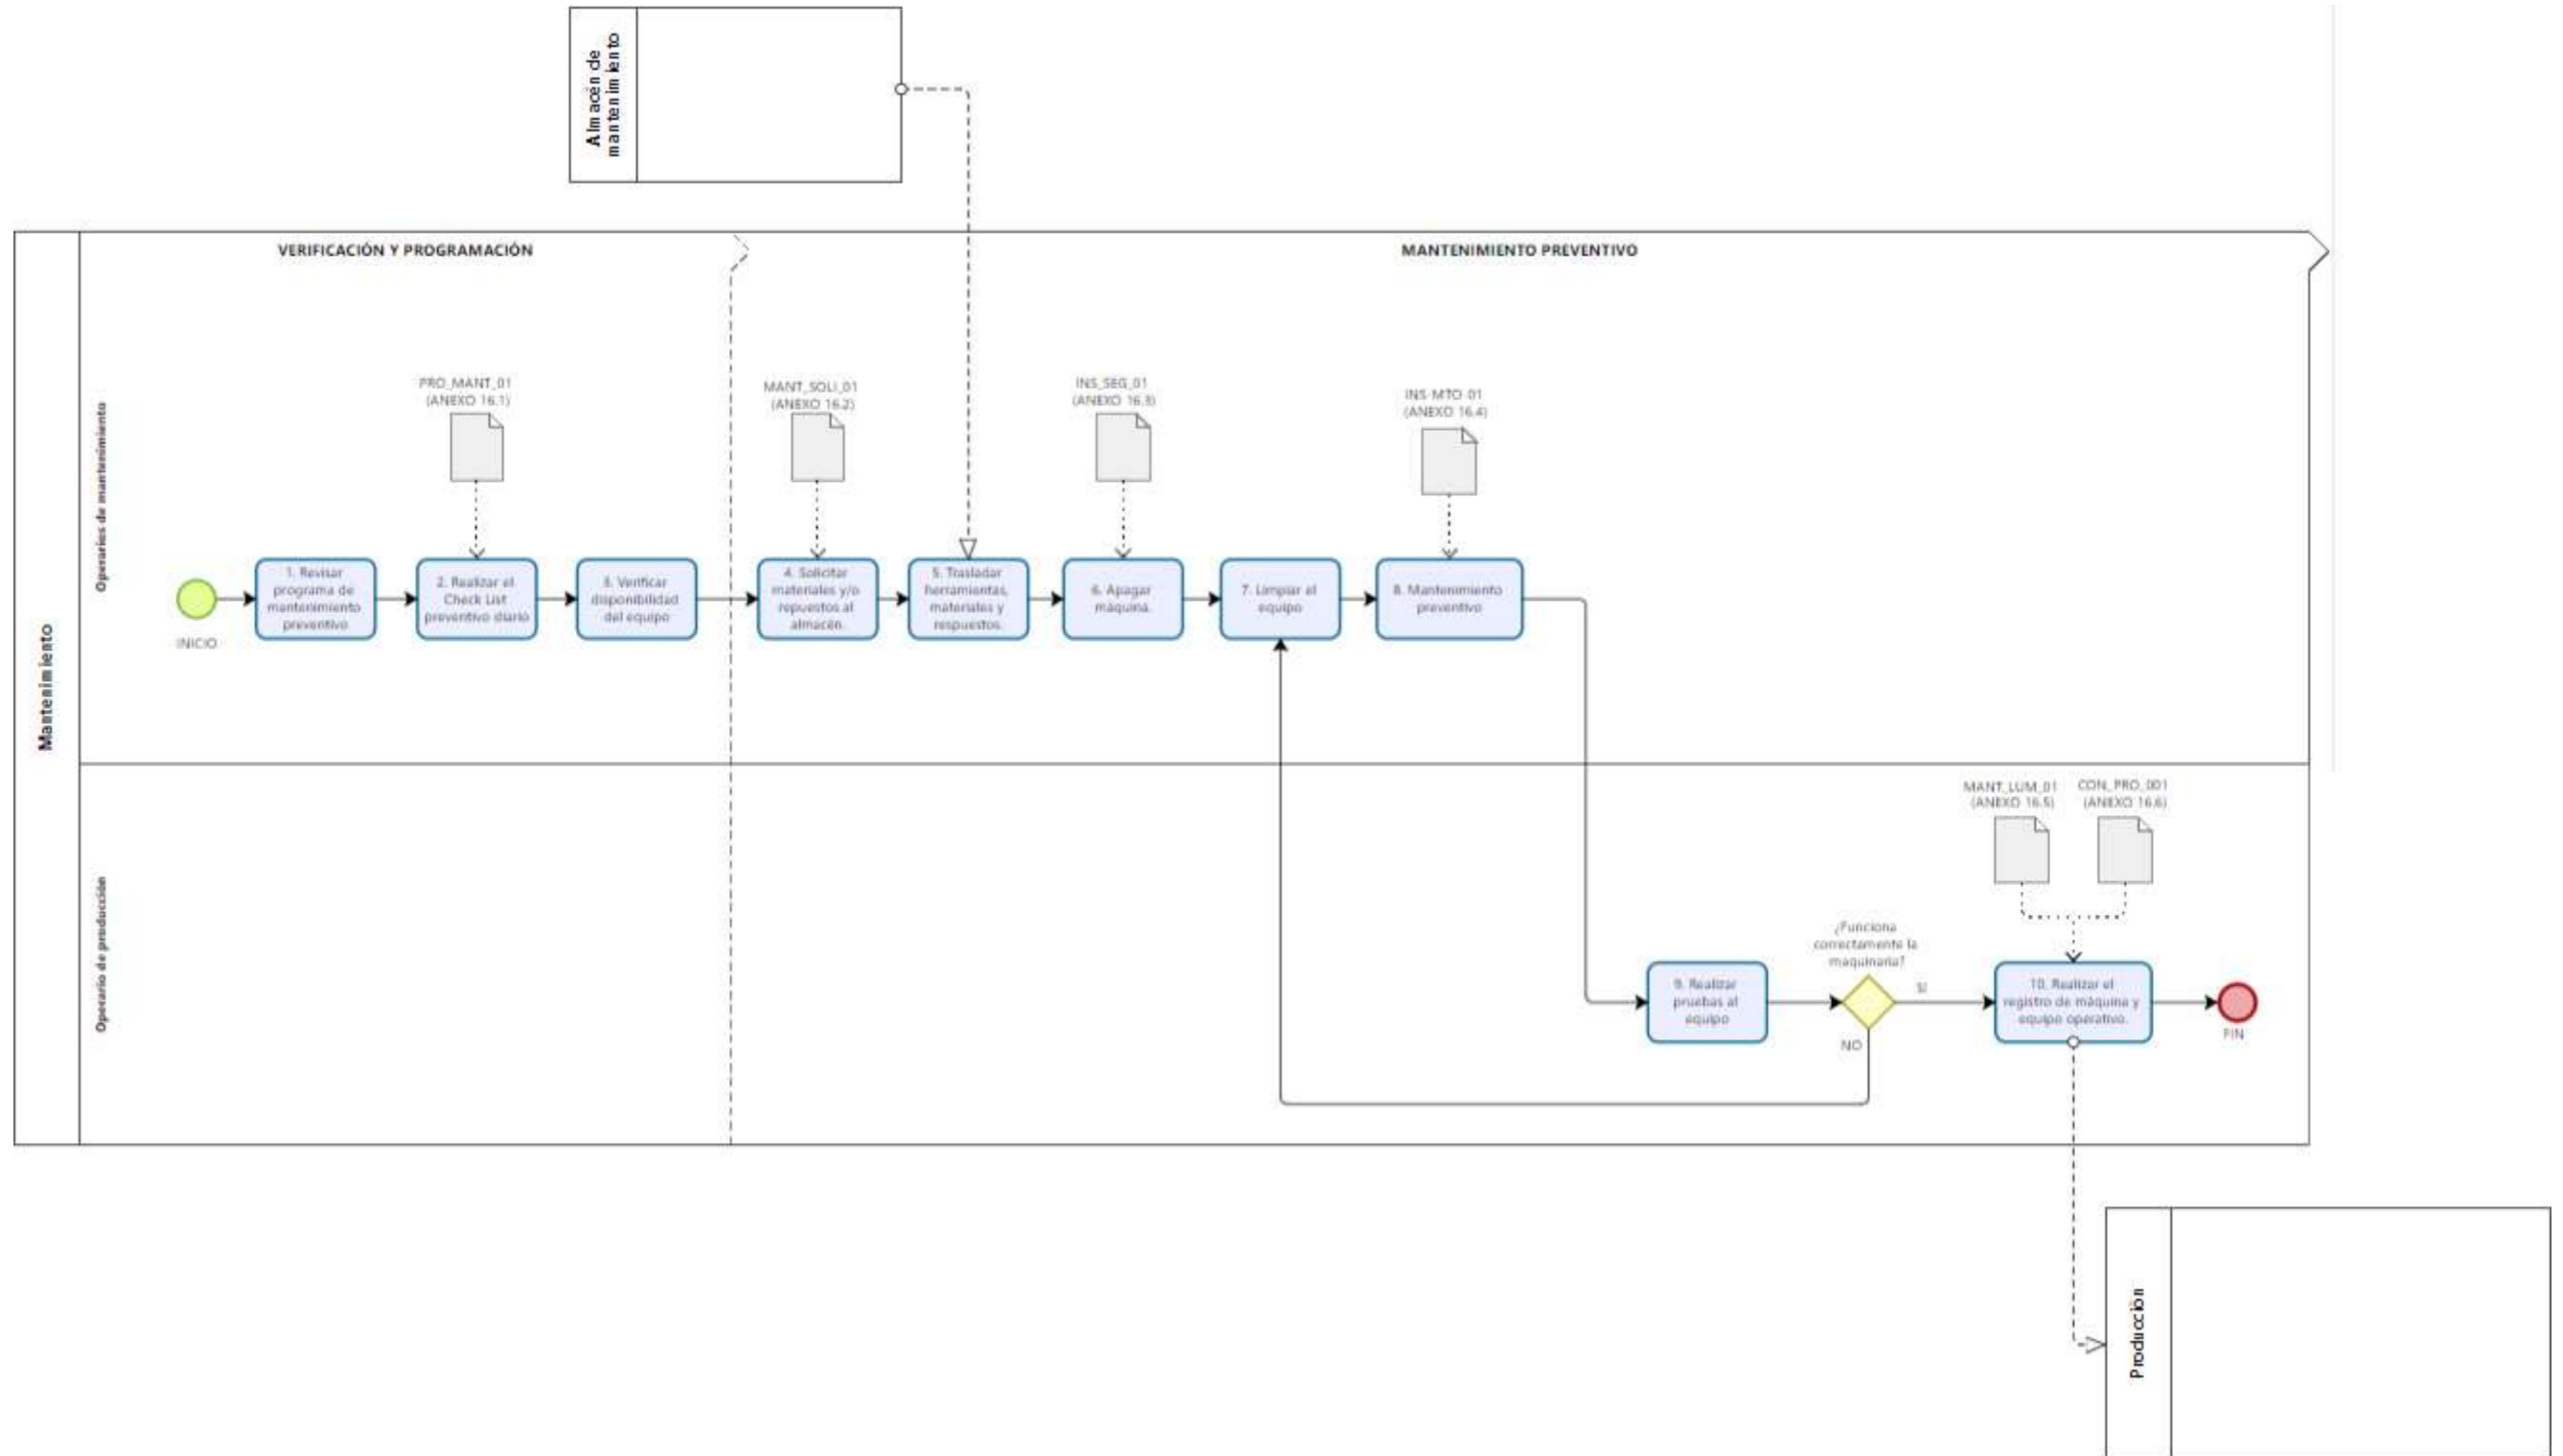 Almacén de
mantenimiento
VERIFICACIÓN Y PROGRAMACIÓN
MANTENIMIENTO PREVENTIVO
Mantenimiento
Operarios de mantenimiento
PRO_MANT_01
(ANEXO 16.1)
MANT_SOLI_01
(ANEXO 16.2)
INS_SEG_01
(ANEXO 16.3)
INS-MTO-01
(ANEXO 16.4)
INICIO
1. Revisar
programa de
mantenimiento
preventivo
2. Realizar el
Check List
preventivo diario
3. Verificar
disponibilidad
del equipo
4. Solicitar
materiales y/o
repuestos al
almacén.
5. Trasladar
herramientas,
materiales y
respuestos.
6. Apagar
máquina.
7. Limpiar el
equipo
8. Mantenimiento
preventivo
Operario de producción
MANT_LUM_01
(ANEXO 16.5)
CON_PRO_001
(ANEXO 16.6)
9. Realizar
pruebas al
equipo
¿Funciona
correctamente la
maquinaria?
SI
NO
10. Realizar el
registro de máquina y
equipo operativo.
FIN
Producción